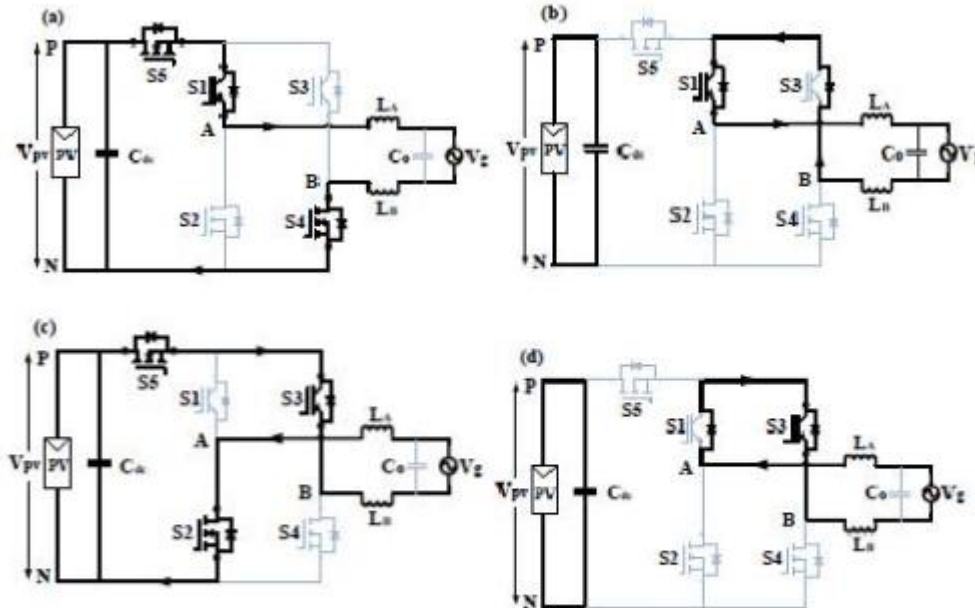 (a)
P
S5
S1
S3
LA
A
Vpv
PV
Cdc
Co
Vg
B
LB
S2
S4
N
(b)
P
S5
S1
S3
LA
A
Vpv
PV
Cdc
Co
B
LB
S2
S4
N
(c)
P
S5
S1
S3
LA
A
Vpv
PV
Cdc
Co
Vg
B
LB
S2
S4
N
(d)
P
S5
S1
S3
LA
A
Vpv
PV
Cdc
Co
Vg
B
LB
S2
S4
N